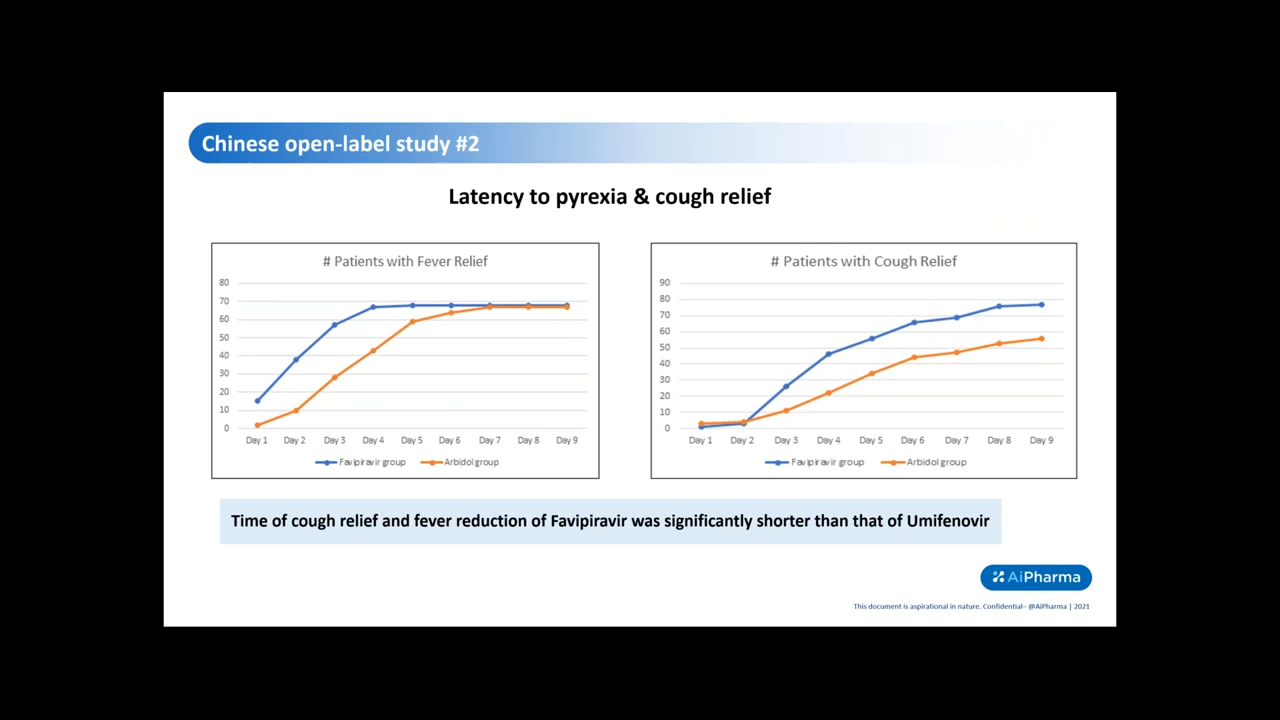 Chinese open-label study #2
Latency to pyrexia & cough relief
# Patients with Fever Relief
80
70
60
50
40
30
20
10
0
Day 1 Day 2 Day 3 Day 4 Day 5 Day 6 Day 7 Day 8 Day 9
Favipiravir group Arbidol group
# Patients with Cough Relief
90
80
70
60
50
40
30
20
10
0
Day 1 Day 2 Day 3 Day 4 Day 5 Day 6 Day 7 Day 8 Day 9
Favipiravir group Arbidol group
Time of cough relief and fever reduction of Favipiravir was significantly shorter than that of Umifenovir
AiPharma
This document is aspirational in nature. Confidential– @AiPharma | 2021